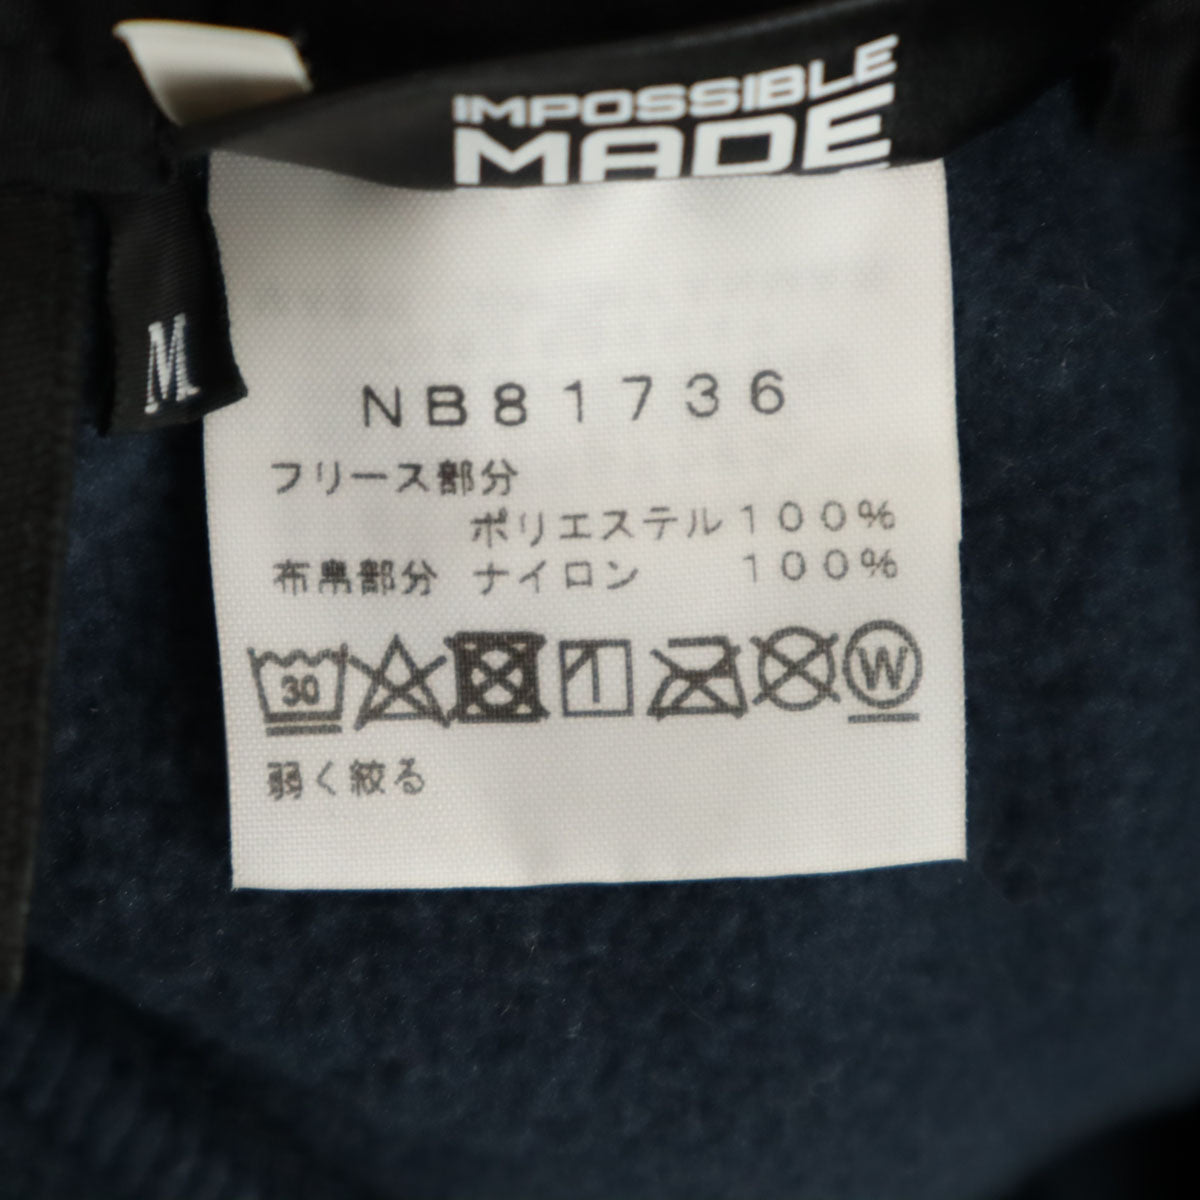 IMPOSSIBLE
MADE
M
NB81736
フリース部分
ポリエステル100%
布帛部分 ナイロン 100%
30 W
弱く絞る